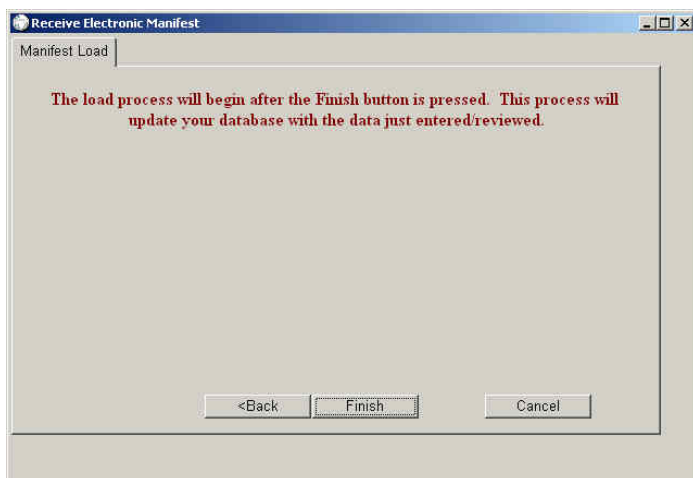 Receive Electronic Manifest
Manifest Load
The load process will begin after the Finish button is pressed.  This process will
update your database with the data just entered/reviewed.
<Back
Finish
Cancel